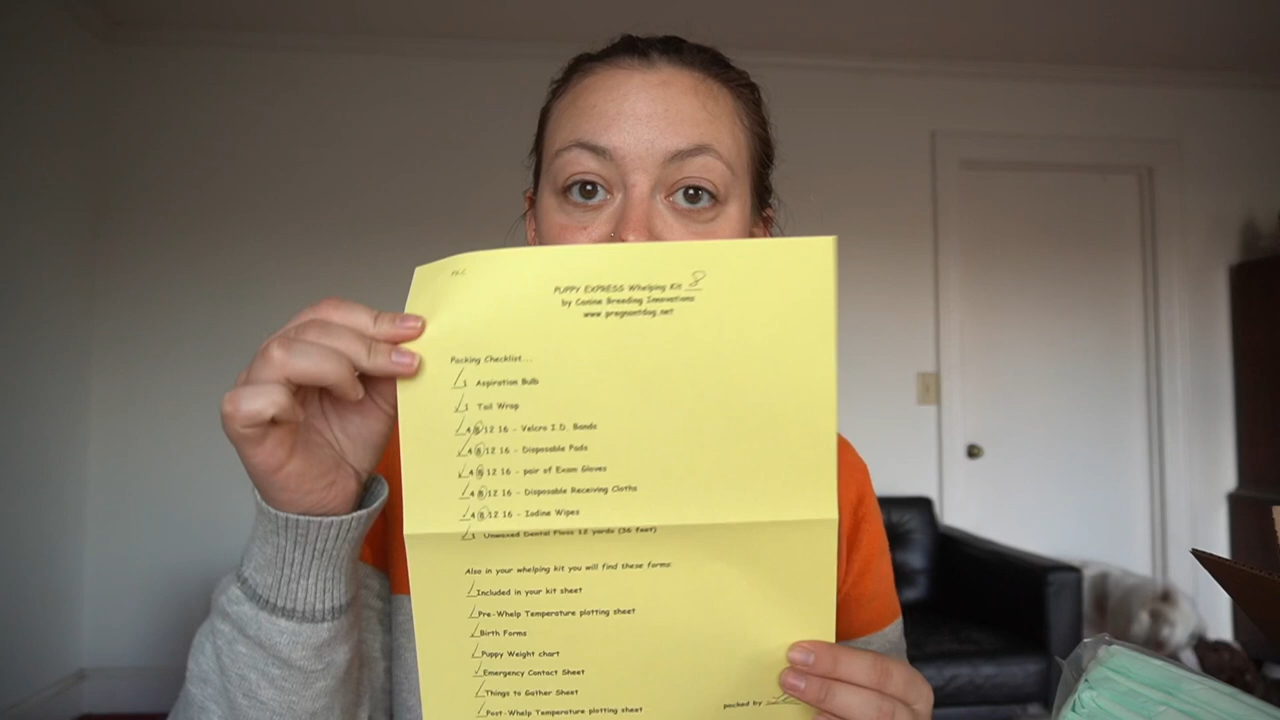 PUPPY EXPRESS Whelping Kit 8
by Canine Breeding Innovations
www.pregnantdog.net
Packing Checklist...
1 Aspiration Bulb
1 Tail Wrap
4 8 12 16 - Velcro I.D. Bands
4 8 12 16 - Disposable Pads
4 8 12 16 - pair of Exam Gloves
4 8 12 16 - Disposable Receiving Cloths
4 8 12 16 - Iodine Wipes
1 Unwaxed Dental Floss 12 yards (36 feet)
Also in your whelping kit you will find these forms:
Included in your kit sheet
Pre-Whelp Temperature plotting sheet
Birth Forms
Puppy Weight chart
Emergency Contact Sheet
Things to Gather Sheet
Post-Whelp Temperature plotting sheet
packed by